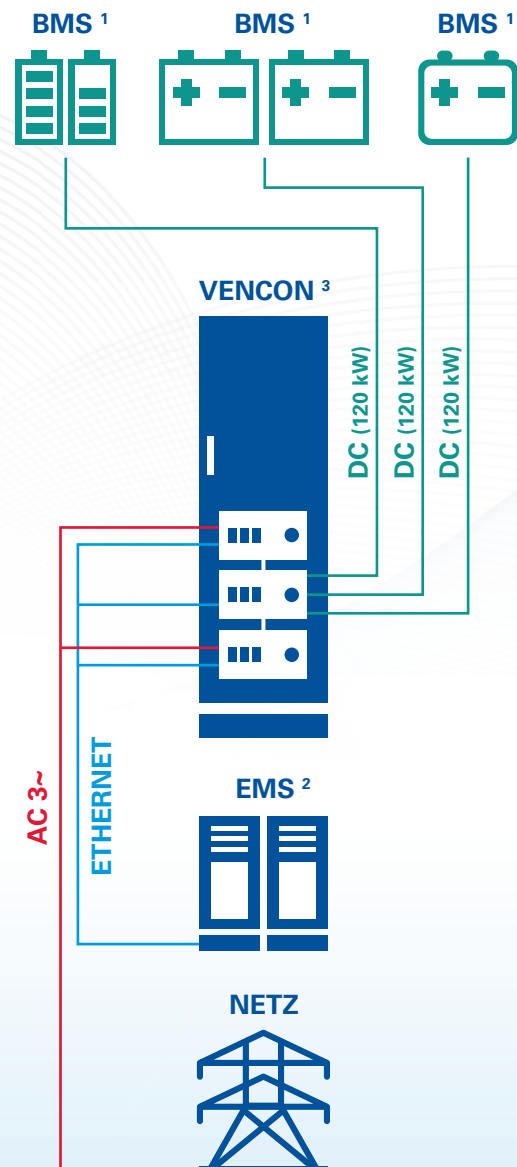 BMS ¹
BMS ¹
BMS ¹
VENCON ³
DC (120 kW)
DC (120 kW)
DC (120 kW)
AC 3~
ETHERNET
EMS ²
NETZ